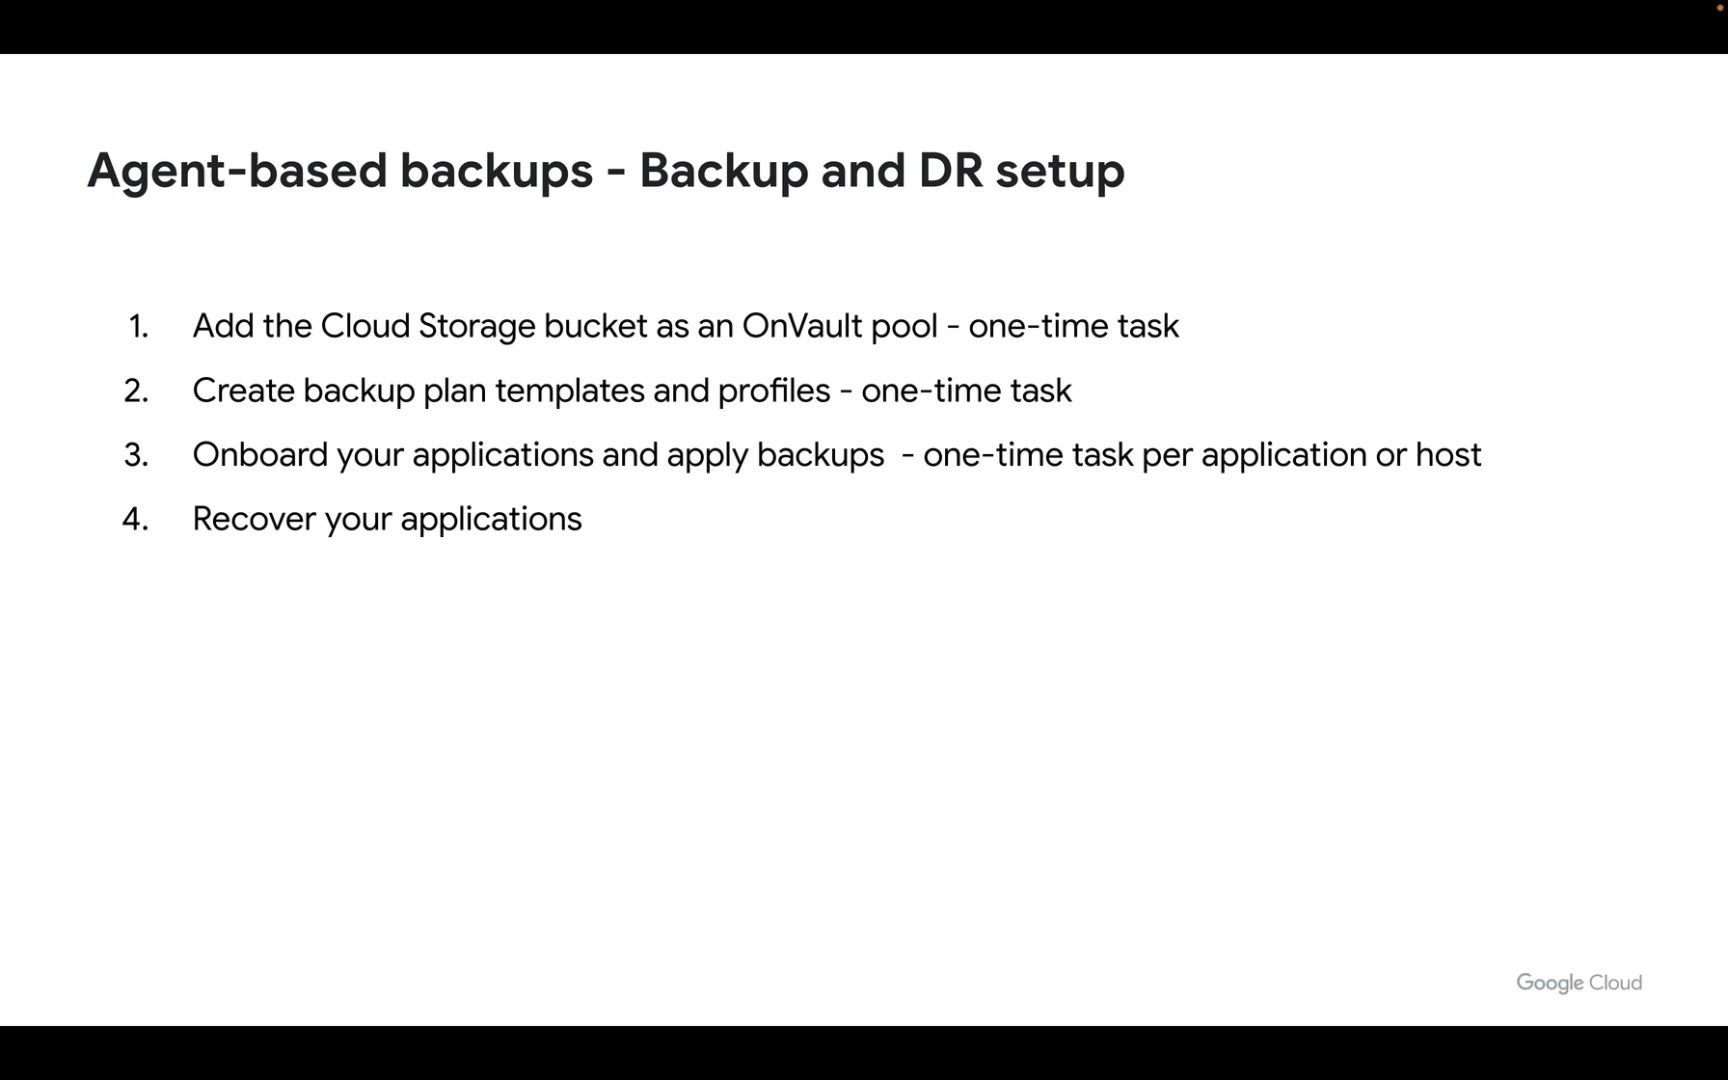 Agent-based backups - Backup and DR setup
1. Add the Cloud Storage bucket as an OnVault pool - one-time task
2. Create backup plan templates and profiles - one-time task
3. Onboard your applications and apply backups  - one-time task per application or host
4. Recover your applications
Google Cloud